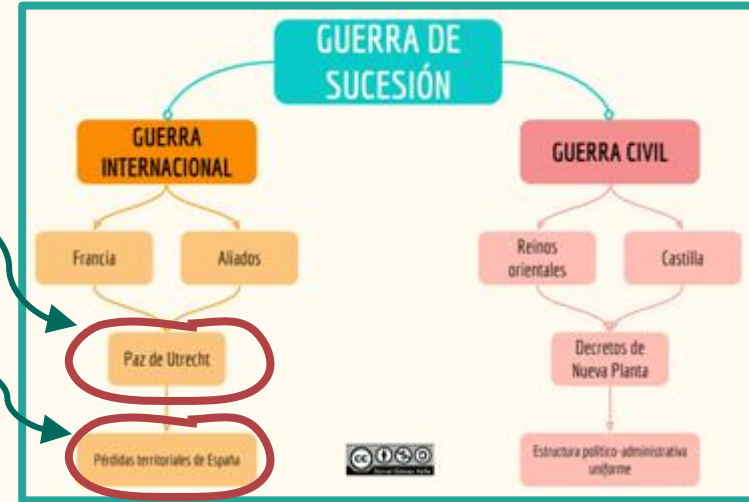 GUERRA DE
SUCESIÓN
GUERRA
INTERNACIONAL
GUERRA CIVIL
Francia
Aliados
Reinos
orientales
Castilla
Paz de Utrecht
Decretos de
Nueva Planta
Pérdidas territoriales de España
Estructura político-administrativa
uniforme